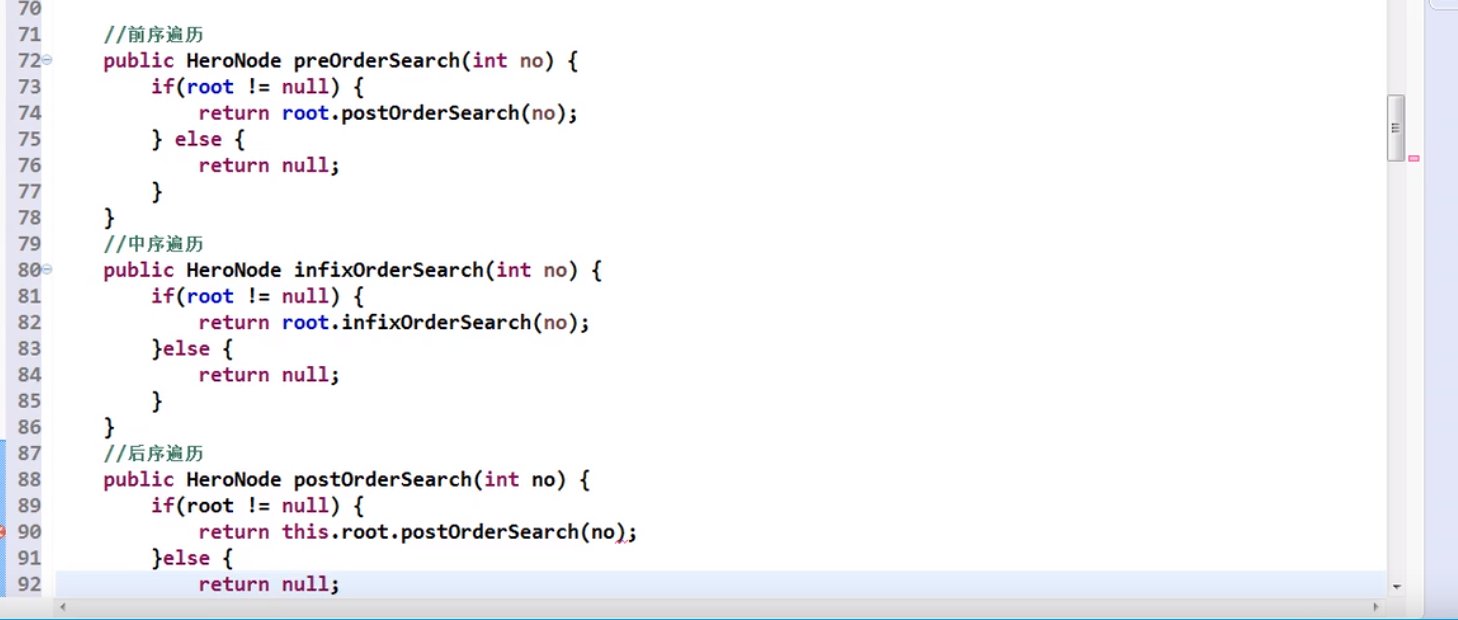 70
71 //前序遍历
72 public HeroNode preOrderSearch(int no) {
73 if(root != null) {
74 return root.postOrderSearch(no);
75 } else {
76 return null;
77 }
78 }
79 //中序遍历
80 public HeroNode infixOrderSearch(int no) {
81 if(root != null) {
82 return root.infixOrderSearch(no);
83 }else {
84 return null;
85 }
86 }
87 //后序遍历
88 public HeroNode postOrderSearch(int no) {
89 if(root != null) {
90 return this.root.postOrderSearch(no);
91 }else {
92 return null;